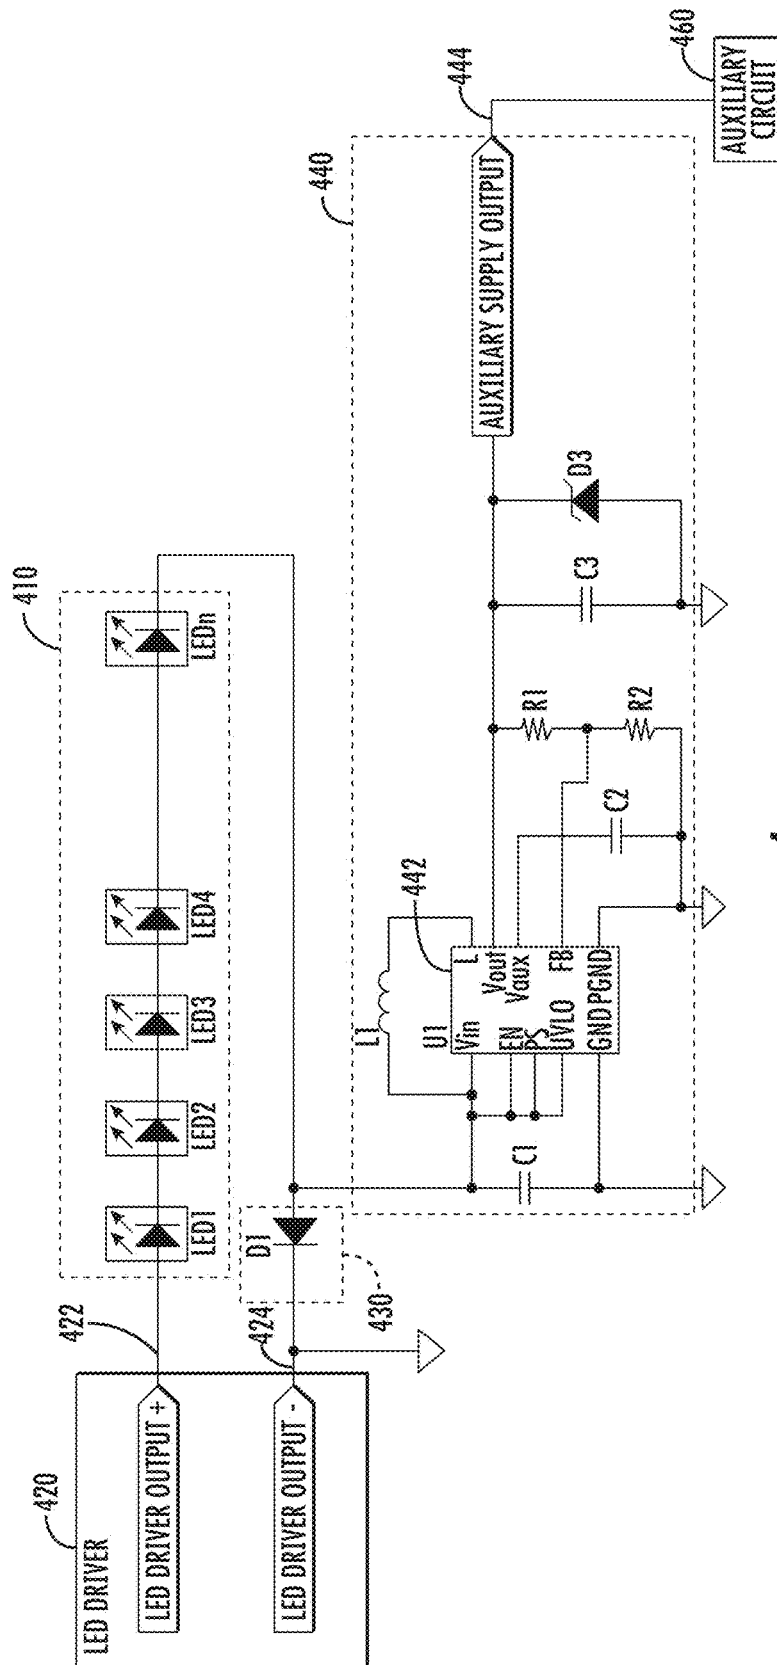 420
LED DRIVER
LED DRIVER OUTPUT +
LED DRIVER OUTPUT -
422
424
410
LED1
LED2
LED3
LED4
LEDn
D1
430
440
442
L1
U1
Vin
EN
PS
UVLO
GND
L
Vout
Vaux
FB
PGND
C1
C2
R1
R2
C3
D3
AUXILIARY SUPPLY OUTPUT
444
460
AUXILIARY
CIRCUIT